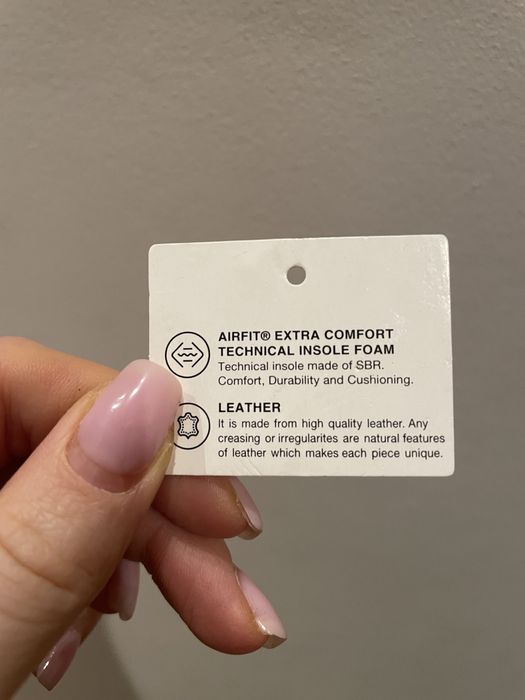 AIRFIT® EXTRA COMFORT
TECHNICAL INSOLE FOAM
Technical insole made of SBR.
Comfort, Durability and Cushioning.
LEATHER
It is made from high quality leather. Any
creasing or irregularites are natural features
of leather which makes each piece unique.